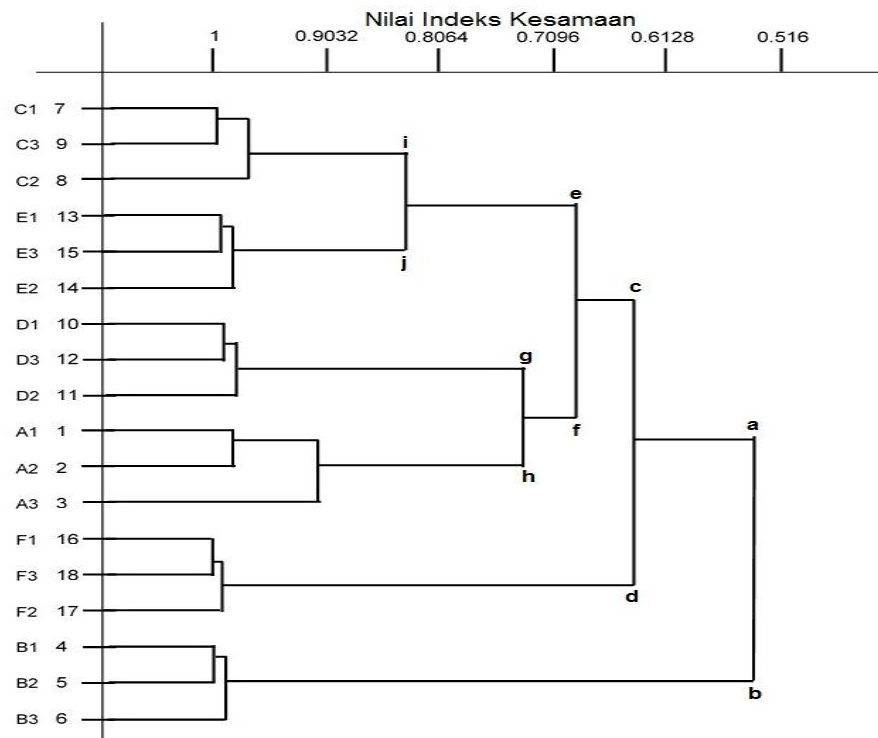 Nilai Indeks Kesamaan
1 0.9032 0.8064 0.7096 0.6128 0.516
C1 7
C3 9
i
C2 8
e
E1 13
E3 15
j
E2 14
c
D1 10
g
D3 12
D2 11
a
A1 1
f
A2 2
h
A3 3
F1 16
F3 18
d
F2 17
B1 4
B2 5
b
B3 6